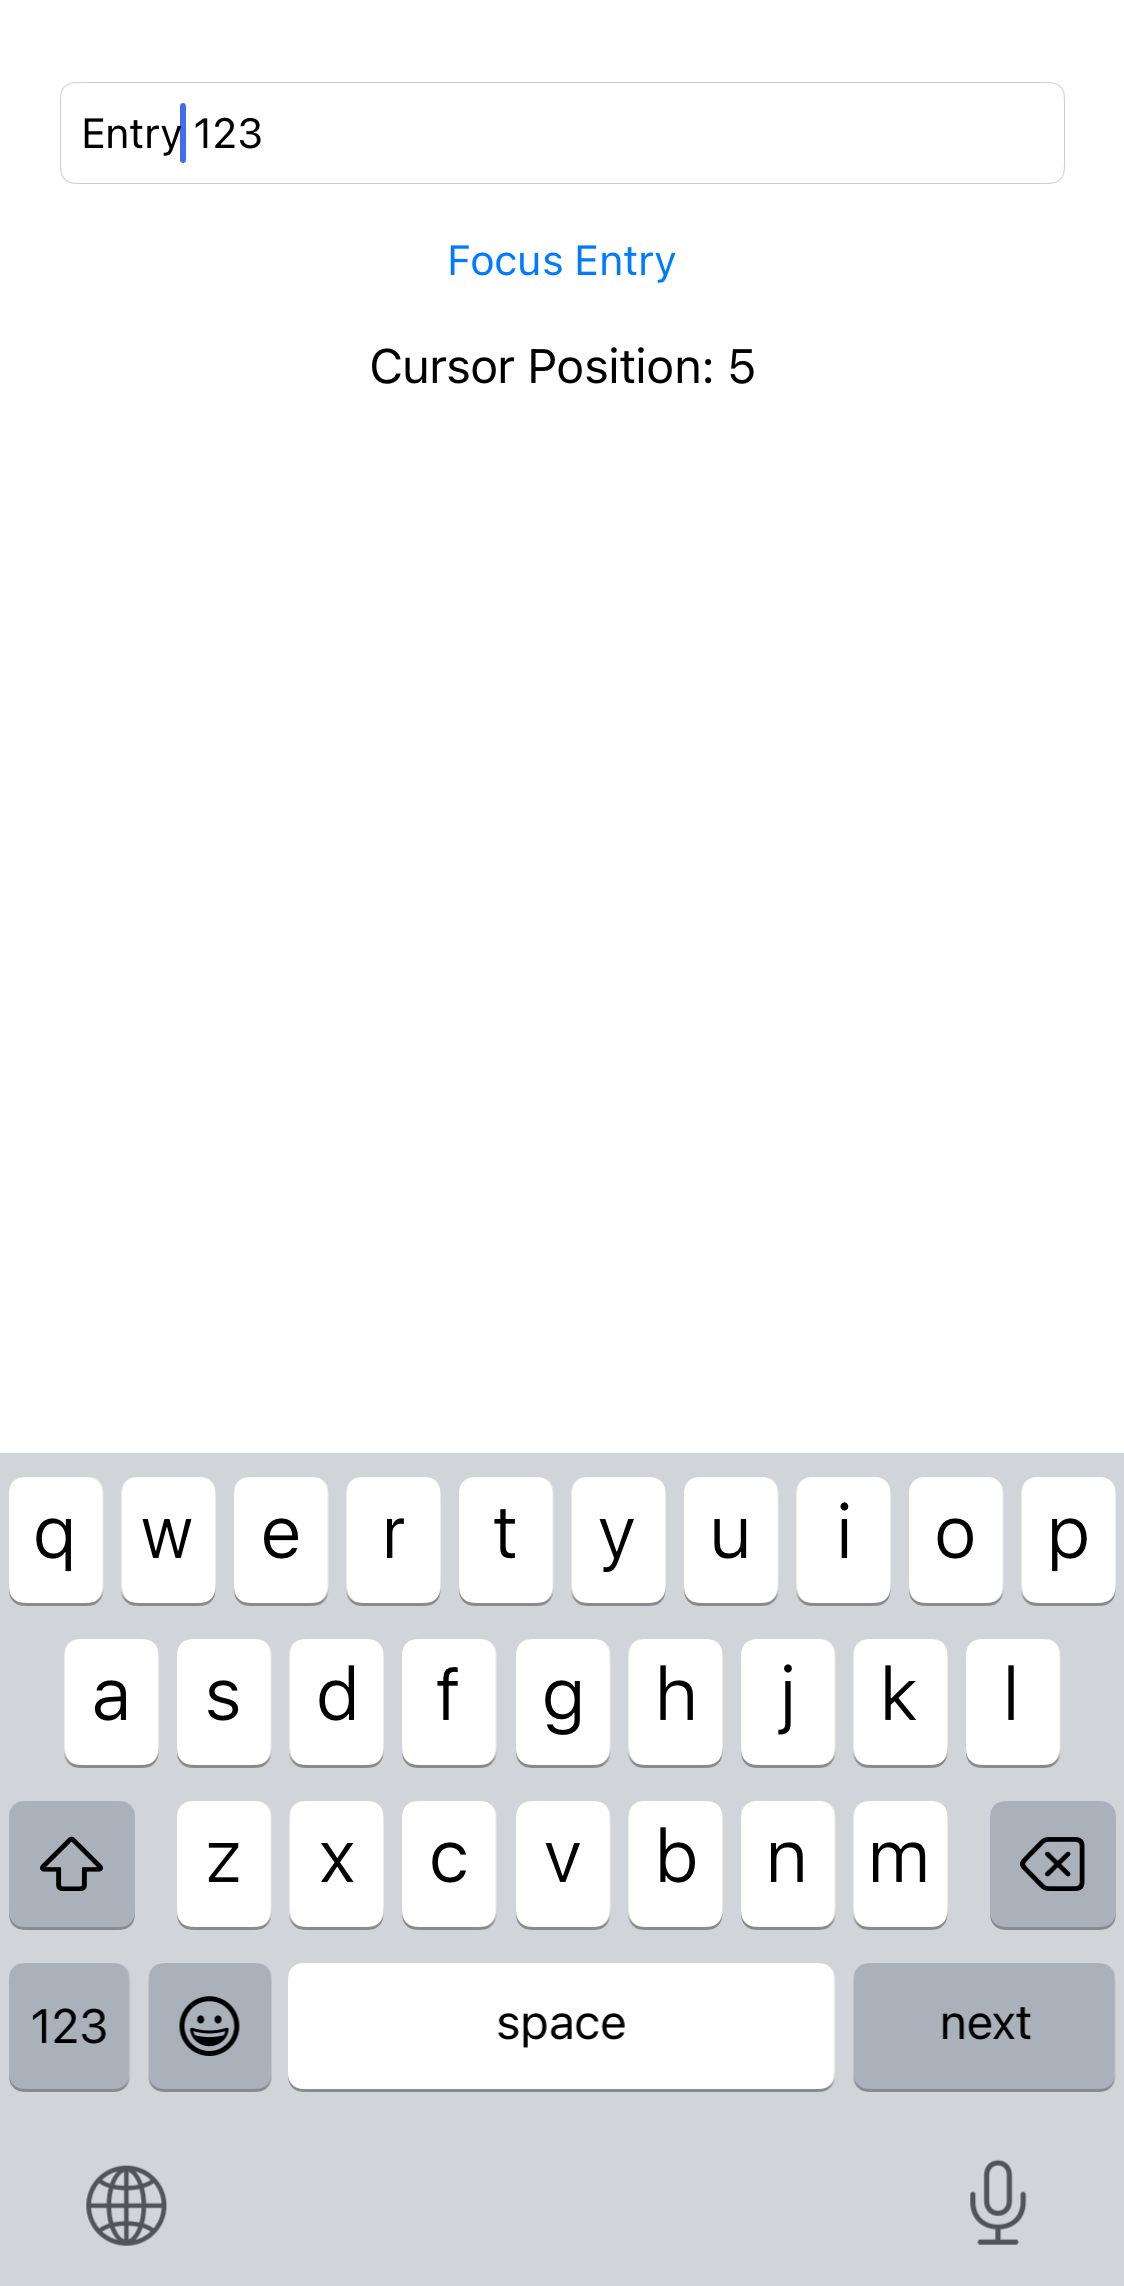 Entry 123
Focus Entry
Cursor Position: 5
q w e r t y u i o p
a s d f g h j k l
z x c v b n m
123 space next